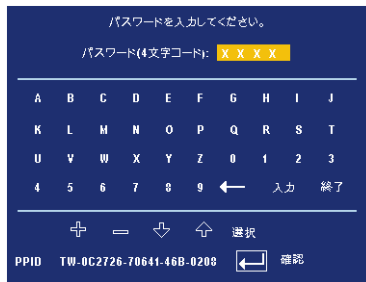 パスワードを入力してください。
パスワード(4文字コード): X X X X
A B C D E F G H I J
K L M N O P Q R S T
U V W X Y Z 0 1 2 3
4 5 6 7 8 9 ← 入力 終了
+ − ↓ ↑ 選択
PPID TW-0C2726-70641-46B-0208 ↵ 確認